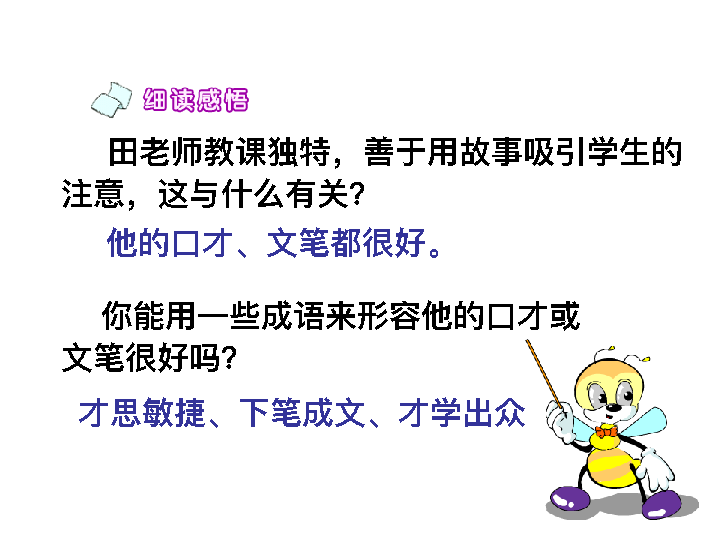 细读感悟
田老师教课独特，善于用故事吸引学生的
注意，这与什么有关？
他的口才、文笔都很好。
你能用一些成语来形容他的口才或
文笔很好吗？
才思敏捷、下笔成文、才学出众